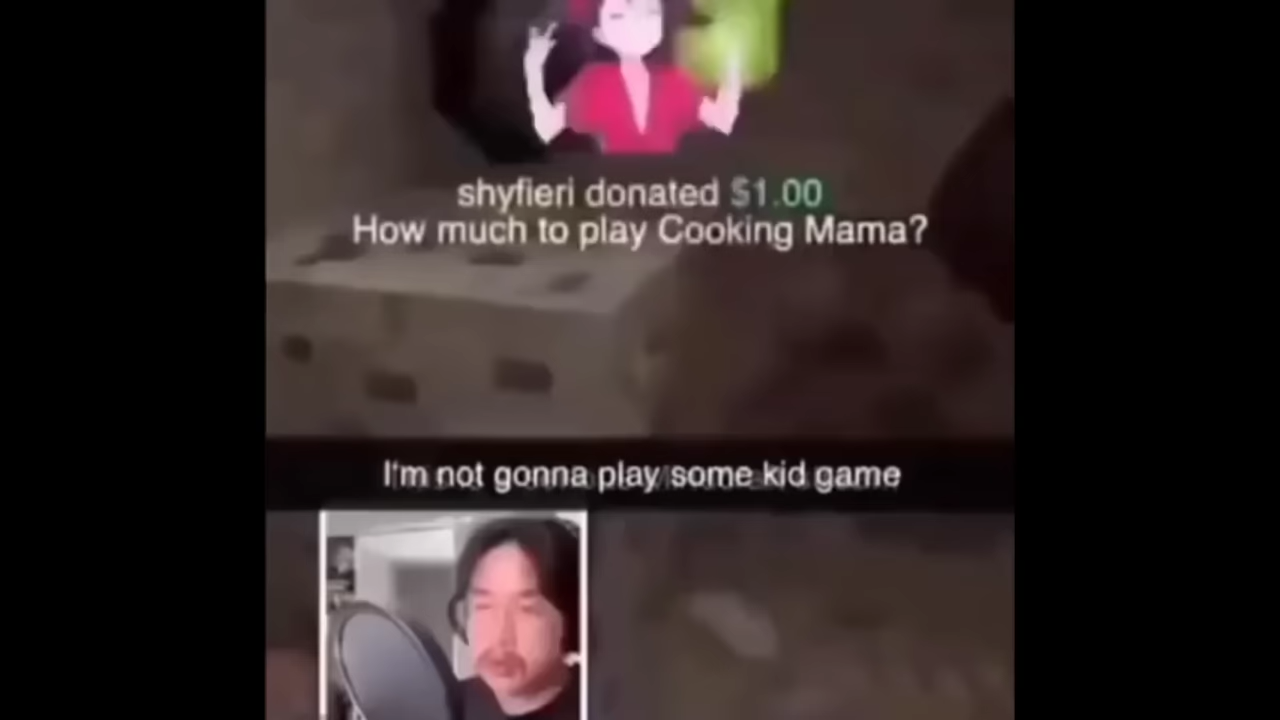 shyfieri donated $1.00
How much to play Cooking Mama?
I'm not gonna play some kid game